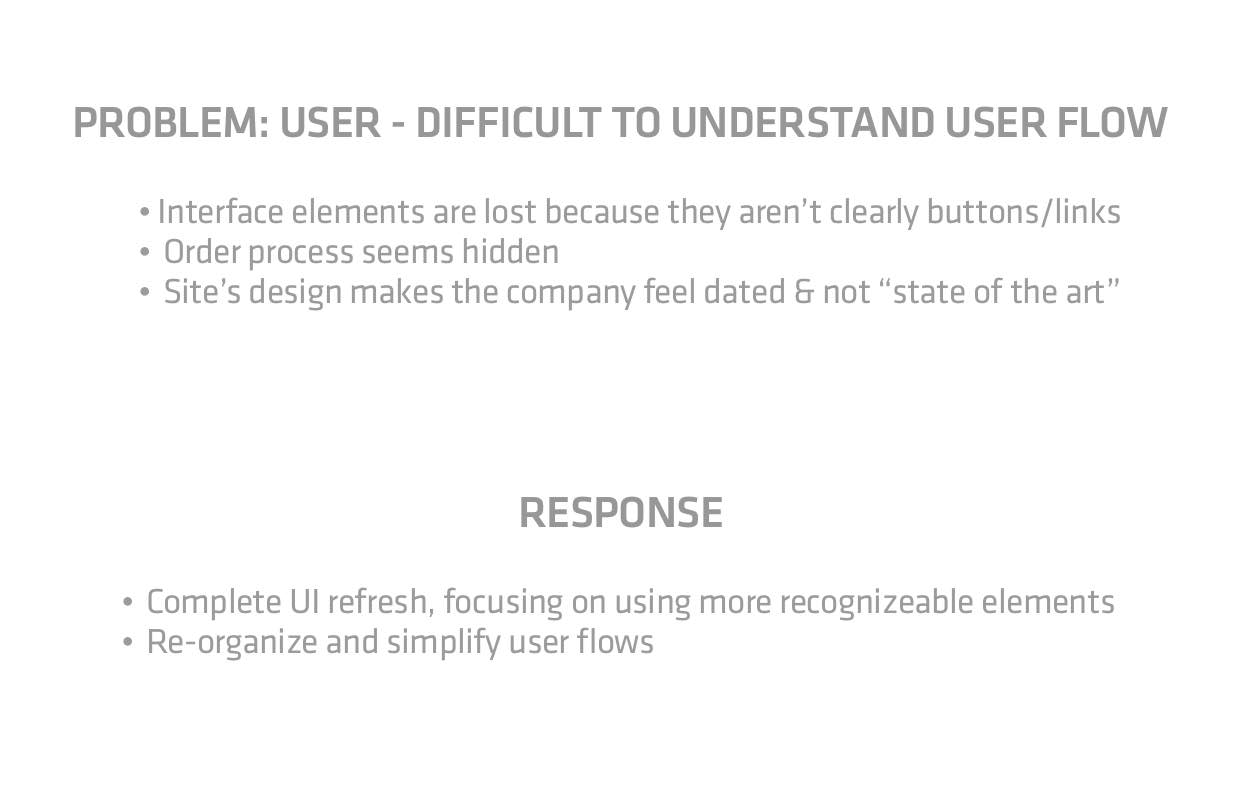 PROBLEM: USER - DIFFICULT TO UNDERSTAND USER FLOW
• Interface elements are lost because they aren’t clearly buttons/links
• Order process seems hidden
• Site’s design makes the company feel dated & not “state of the art”
RESPONSE
• Complete UI refresh, focusing on using more recognizeable elements
• Re-organize and simplify user flows